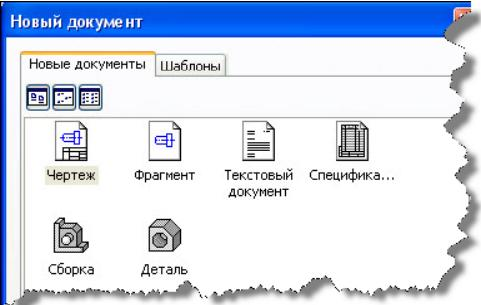 Новый документ
Новые документы Шаблоны
Чертеж Фрагмент Текстовый документ Специфика...
Сборка Деталь